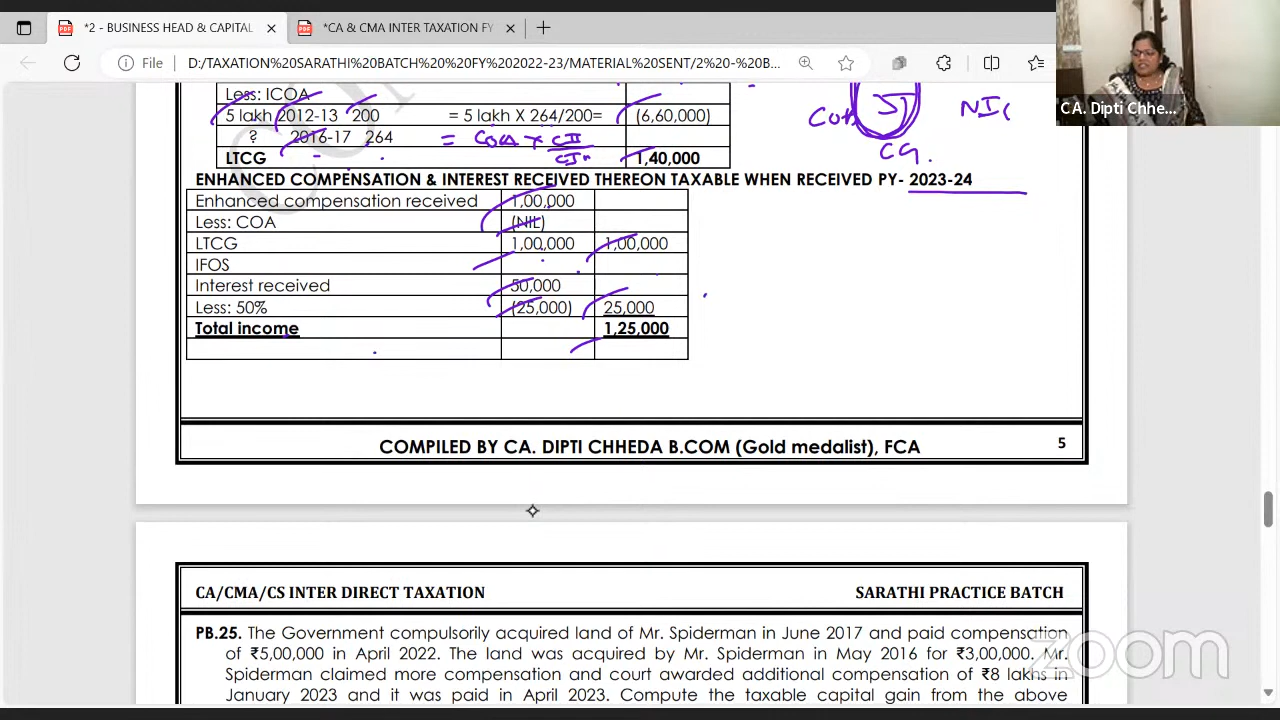 *2 - BUSINESS HEAD & CAPITAL
*CA & CMA INTER TAXATION FY
File D:/TAXATION%20SARATHI%20BATCH%20-%20FY%202022-23/MATERIAL%20SENT/2%20-%20B...
CA. Dipti Chhe...
Less: ICOA
5 lakh 2012-13 200 = 5 lakh X 264/200= (6,60,000)
? 2016-17 264 = COA x CII
LTCG 1,40,000
CG.
ENHANCED COMPENSATION & INTEREST RECEIVED THEREON TAXABLE WHEN RECEIVED PY- 2023-24
Enhanced compensation received 1,00,000
Less: COA (NIL)
LTCG 1,00,000 1,00,000
IFOS
Interest received 50,000
Less: 50% (25,000) 25,000
Total income 1,25,000
COMPILED BY CA. DIPTI CHHEDA B.COM (Gold medalist), FCA 5
CA/CMA/CS INTER DIRECT TAXATION SARATHI PRACTICE BATCH
PB.25. The Government compulsorily acquired land of Mr. Spiderman in June 2017 and paid compensation
of ₹5,00,000 in April 2022. The land was acquired by Mr. Spiderman in May 2016 for ₹3,00,000. Mr.
Spiderman claimed more compensation and court awarded additional compensation of ₹8 lakhs in
January 2023 and it was paid in April 2023. Compute the taxable capital gain from the above
zoom